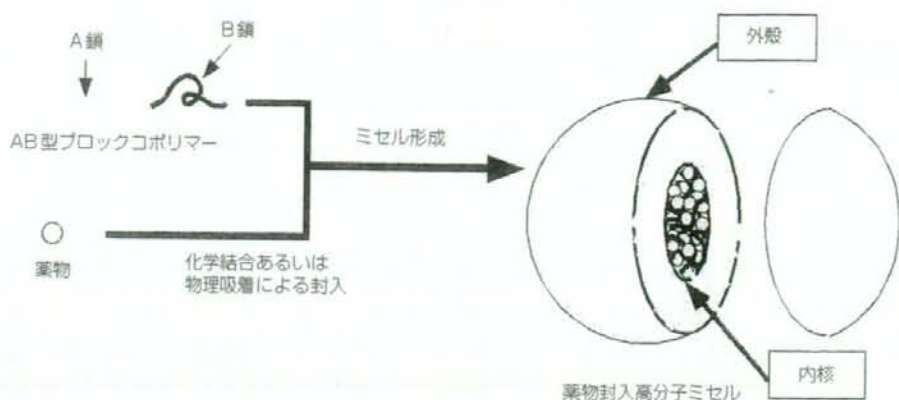 A鎖
B鎖
AB型ブロックコポリマー
薬物
化学結合あるいは
物理吸着による封入
ミセル形成
外殻
内核
薬物封入高分子ミセル